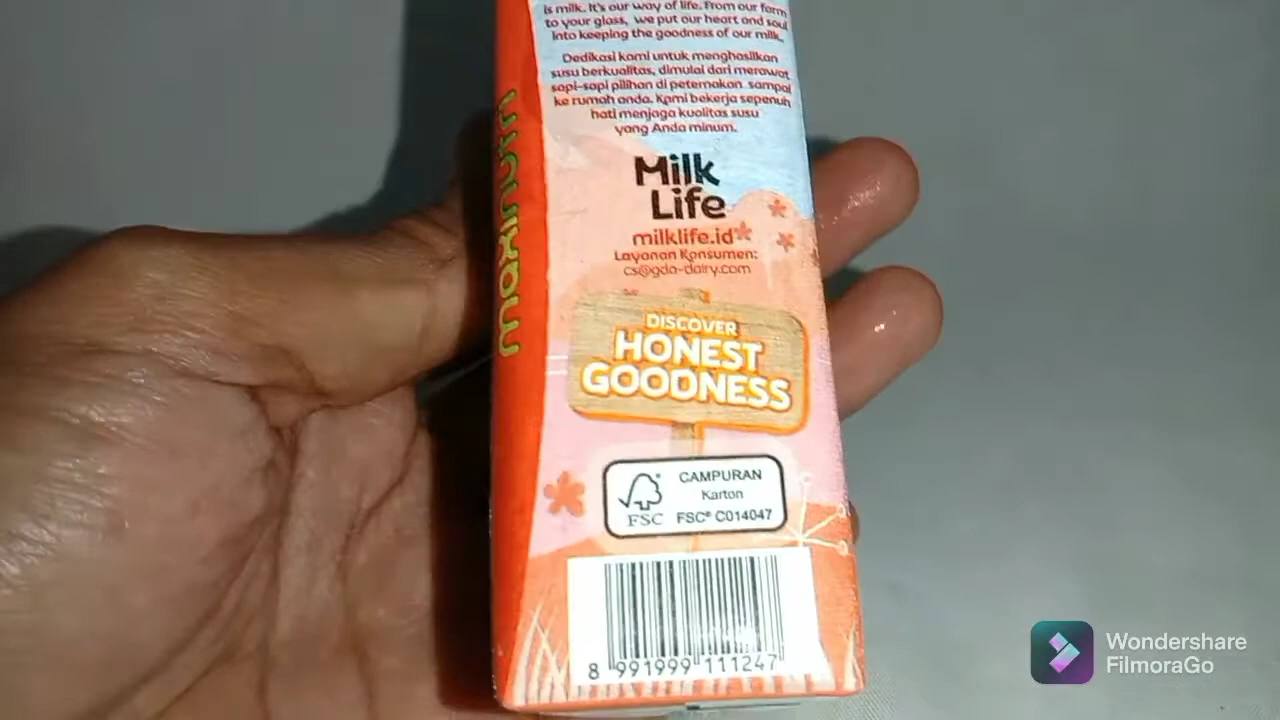 is milk. It's our way of life. From our farm
to your glass, we put our heart and soul
into keeping the goodness of our milk.
Dedikasi kami untuk menghasilkan
susu berkualitas, dimulai dari merawat
sapi-sapi pilihan di peternakan sampai
ke rumah anda. Kami bekerja sepenuh
hati menjaga kualitas susu
yang Anda minum.
Milk
Life
milklife.id
Layanan Konsumen:
cs@gda-dairy.com
DISCOVER
HONEST
GOODNESS
CAMPURAN
Karton
FSC® C014047
FSC
8 991999 111247
Wondershare
FilmoraGo